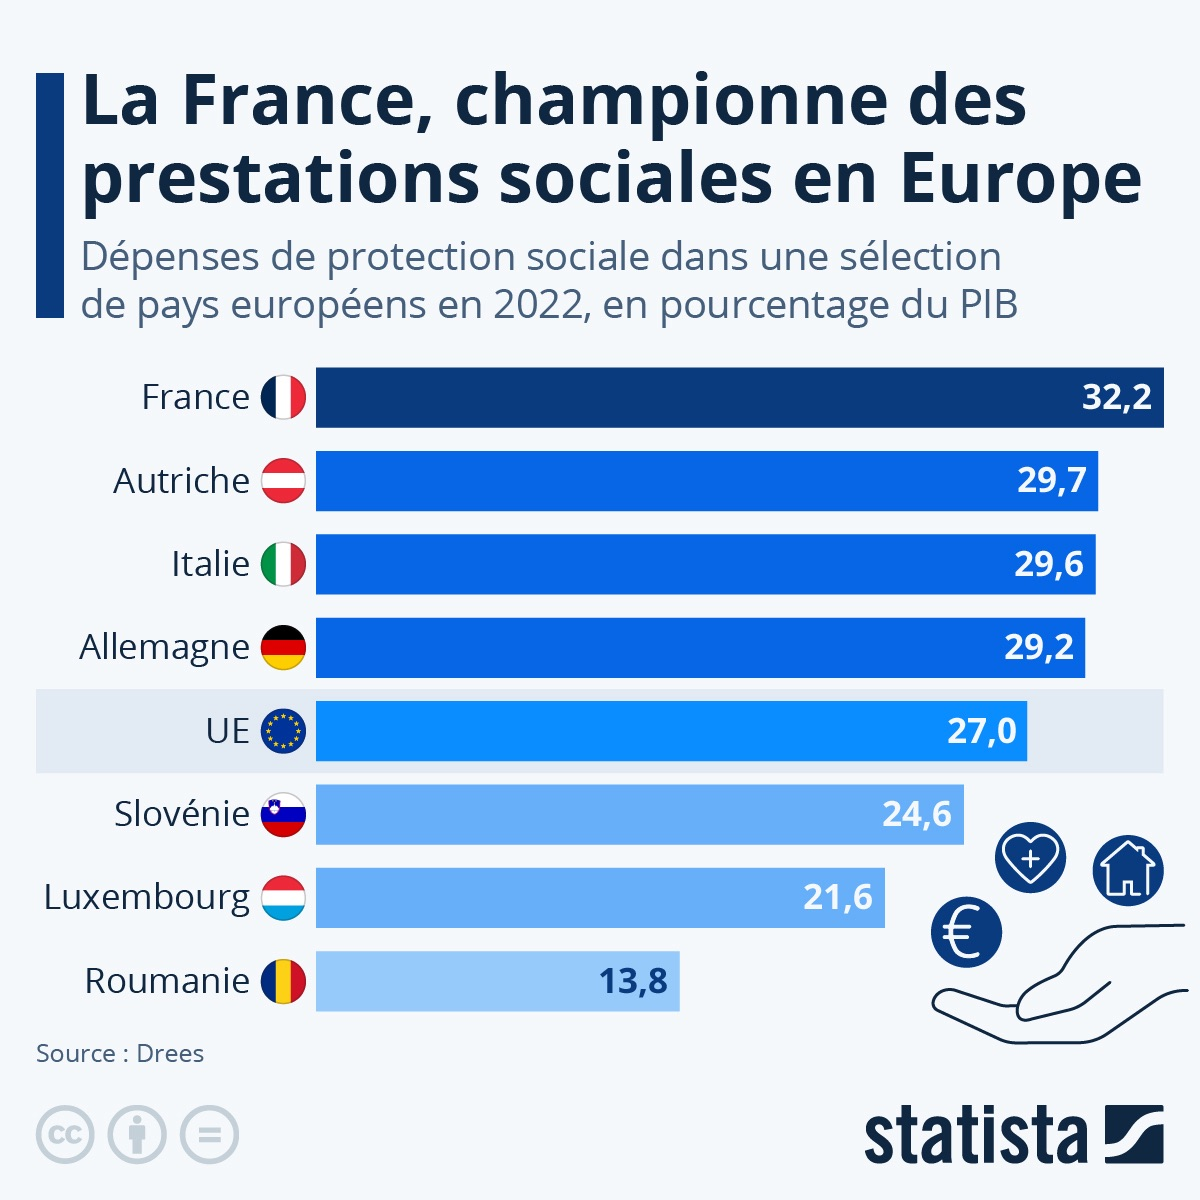 La France, championne des
prestations sociales en Europe
Dépenses de protection sociale dans une sélection
de pays européens en 2022, en pourcentage du PIB
France 32,2
Autriche 29,7
Italie 29,6
Allemagne 29,2
UE 27,0
Slovénie 24,6
Luxembourg 21,6
Roumanie 13,8
€
Source : Drees
cc
statista